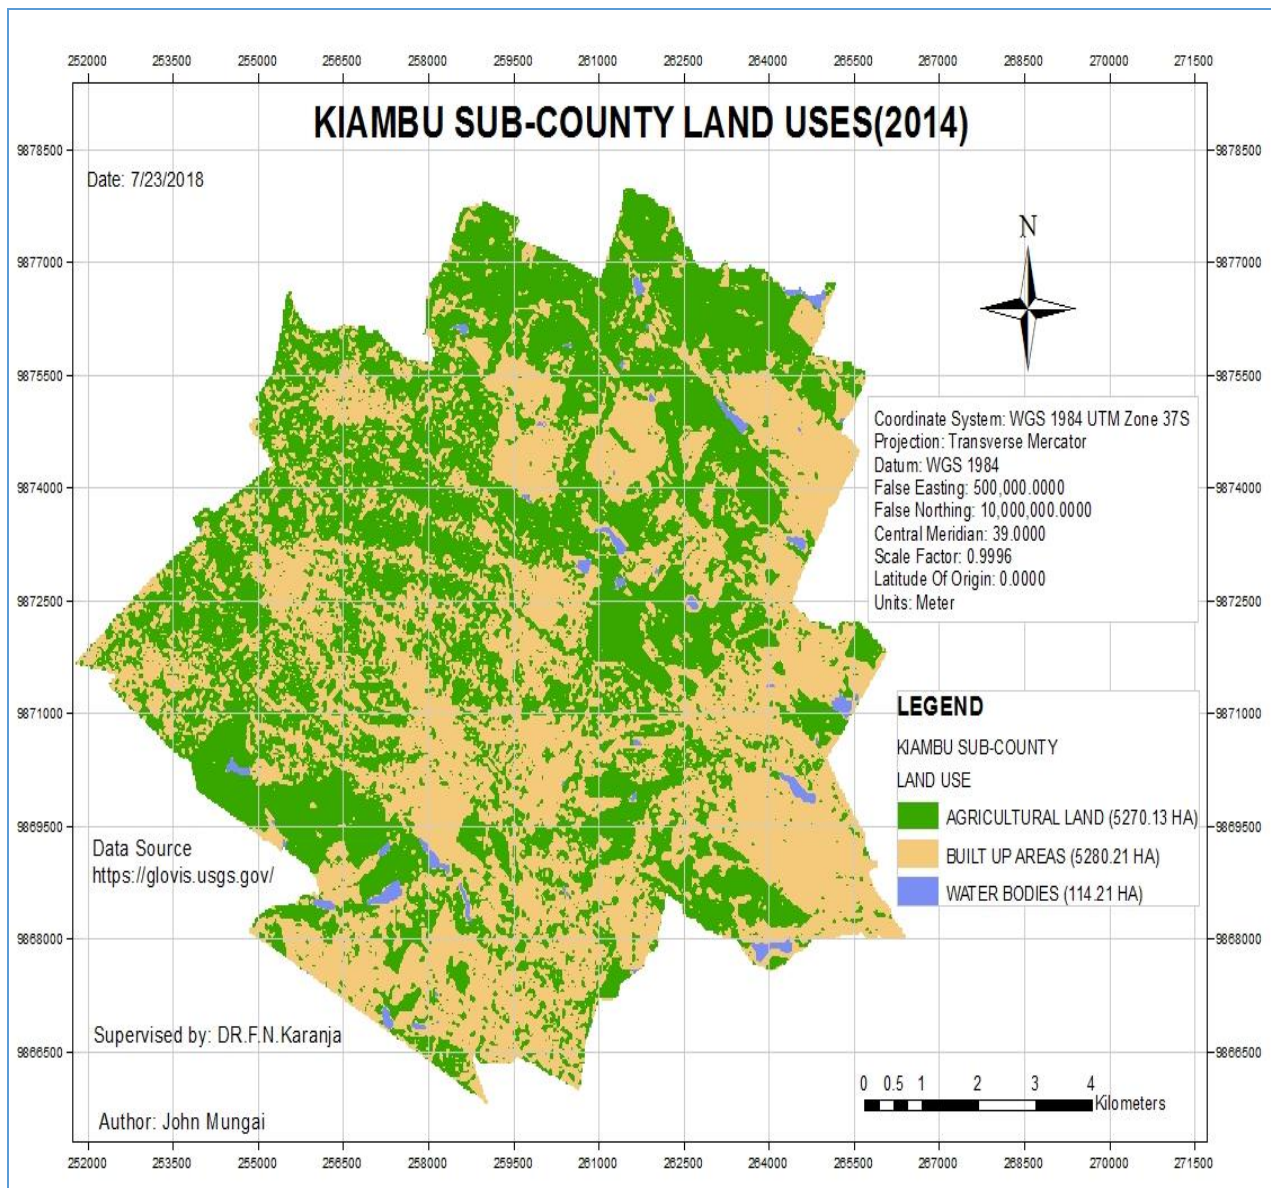 252000 253500 255000 256500 258000 259500 261000 262500 264000 265500 267000 268500 270000 271500
KIAMBU SUB-COUNTY LAND USES(2014)
9878500 9878500
Date: 7/23/2018
N
9877000 9877000
9875500 9875500
Coordinate System: WGS 1984 UTM Zone 37S
Projection: Transverse Mercator
Datum: WGS 1984
False Easting: 500,000.0000
False Northing: 10,000,000.0000
Central Meridian: 39.0000
Scale Factor: 0.9996
Latitude Of Origin: 0.0000
Units: Meter
9874000 9874000
9872500 9872500
9871000 9871000
LEGEND
KIAMBU SUB-COUNTY
LAND USE
AGRICULTURAL LAND (5270.13 HA)
BUILT UP AREAS (5280.21 HA)
WATER BODIES (114.21 HA)
9869500 9869500
Data Source
https://glovis.usgs.gov/
9868000 9868000
Supervised by: DR.F.N.Karanja
9866500 9866500
0 0.5 1 2 3 4
Kilometers
Author: John Mungai
252000 253500 255000 256500 258000 259500 261000 262500 264000 265500 267000 268500 270000 271500